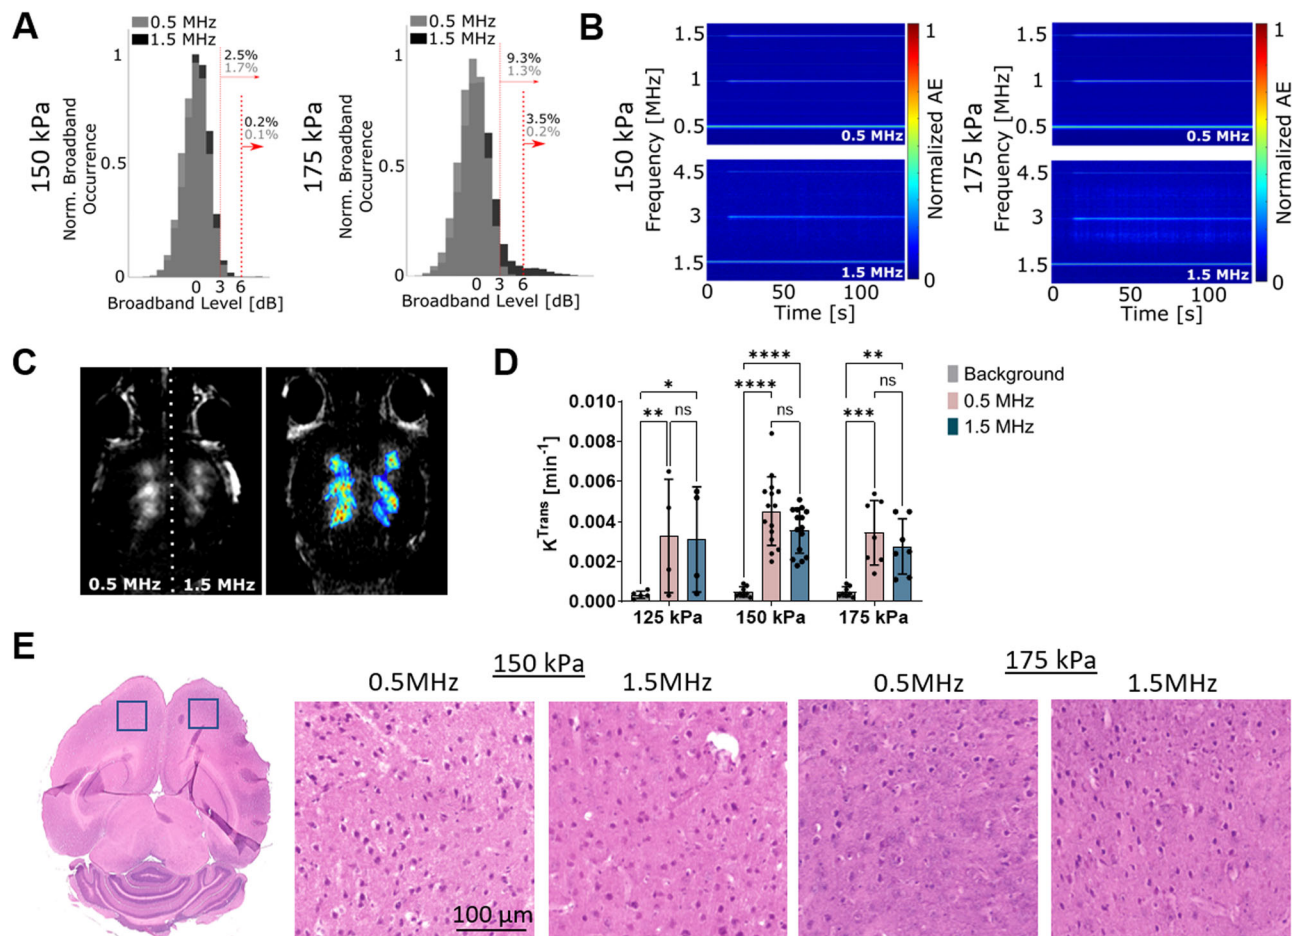 A
0.5 MHz
1.5 MHz
150 kPa
Norm. Broadband
Occurrence
1
0.5
0
2.5%
1.7%
0.2%
0.1%
0 3 6
Broadband Level [dB]
0.5 MHz
1.5 MHz
175 kPa
Norm. Broadband
Occurrence
1
0.5
0
9.3%
1.3%
3.5%
0.2%
0 3 6
Broadband Level [dB]
B
150 kPa
Frequency [MHz]
1.5
1
0.5
0.5 MHz
4.5
3
1.5
1.5 MHz
0 50 100
Time [s]
1
Normalized AE
0
175 kPa
Frequency [MHz]
1.5
1
0.5
0.5 MHz
4.5
3
1.5
1.5 MHz
0 50 100
Time [s]
1
Normalized AE
0
C
0.5 MHz 1.5 MHz
D
K^Trans [min^-1]
0.010
0.008
0.006
0.004
0.002
0.000
*
** ns
****
**** ns
**
*** ns
125 kPa 150 kPa 175 kPa
Background
0.5 MHz
1.5 MHz
E
150 kPa
0.5MHz 1.5MHz
175 kPa
0.5MHz 1.5MHz
100 µm